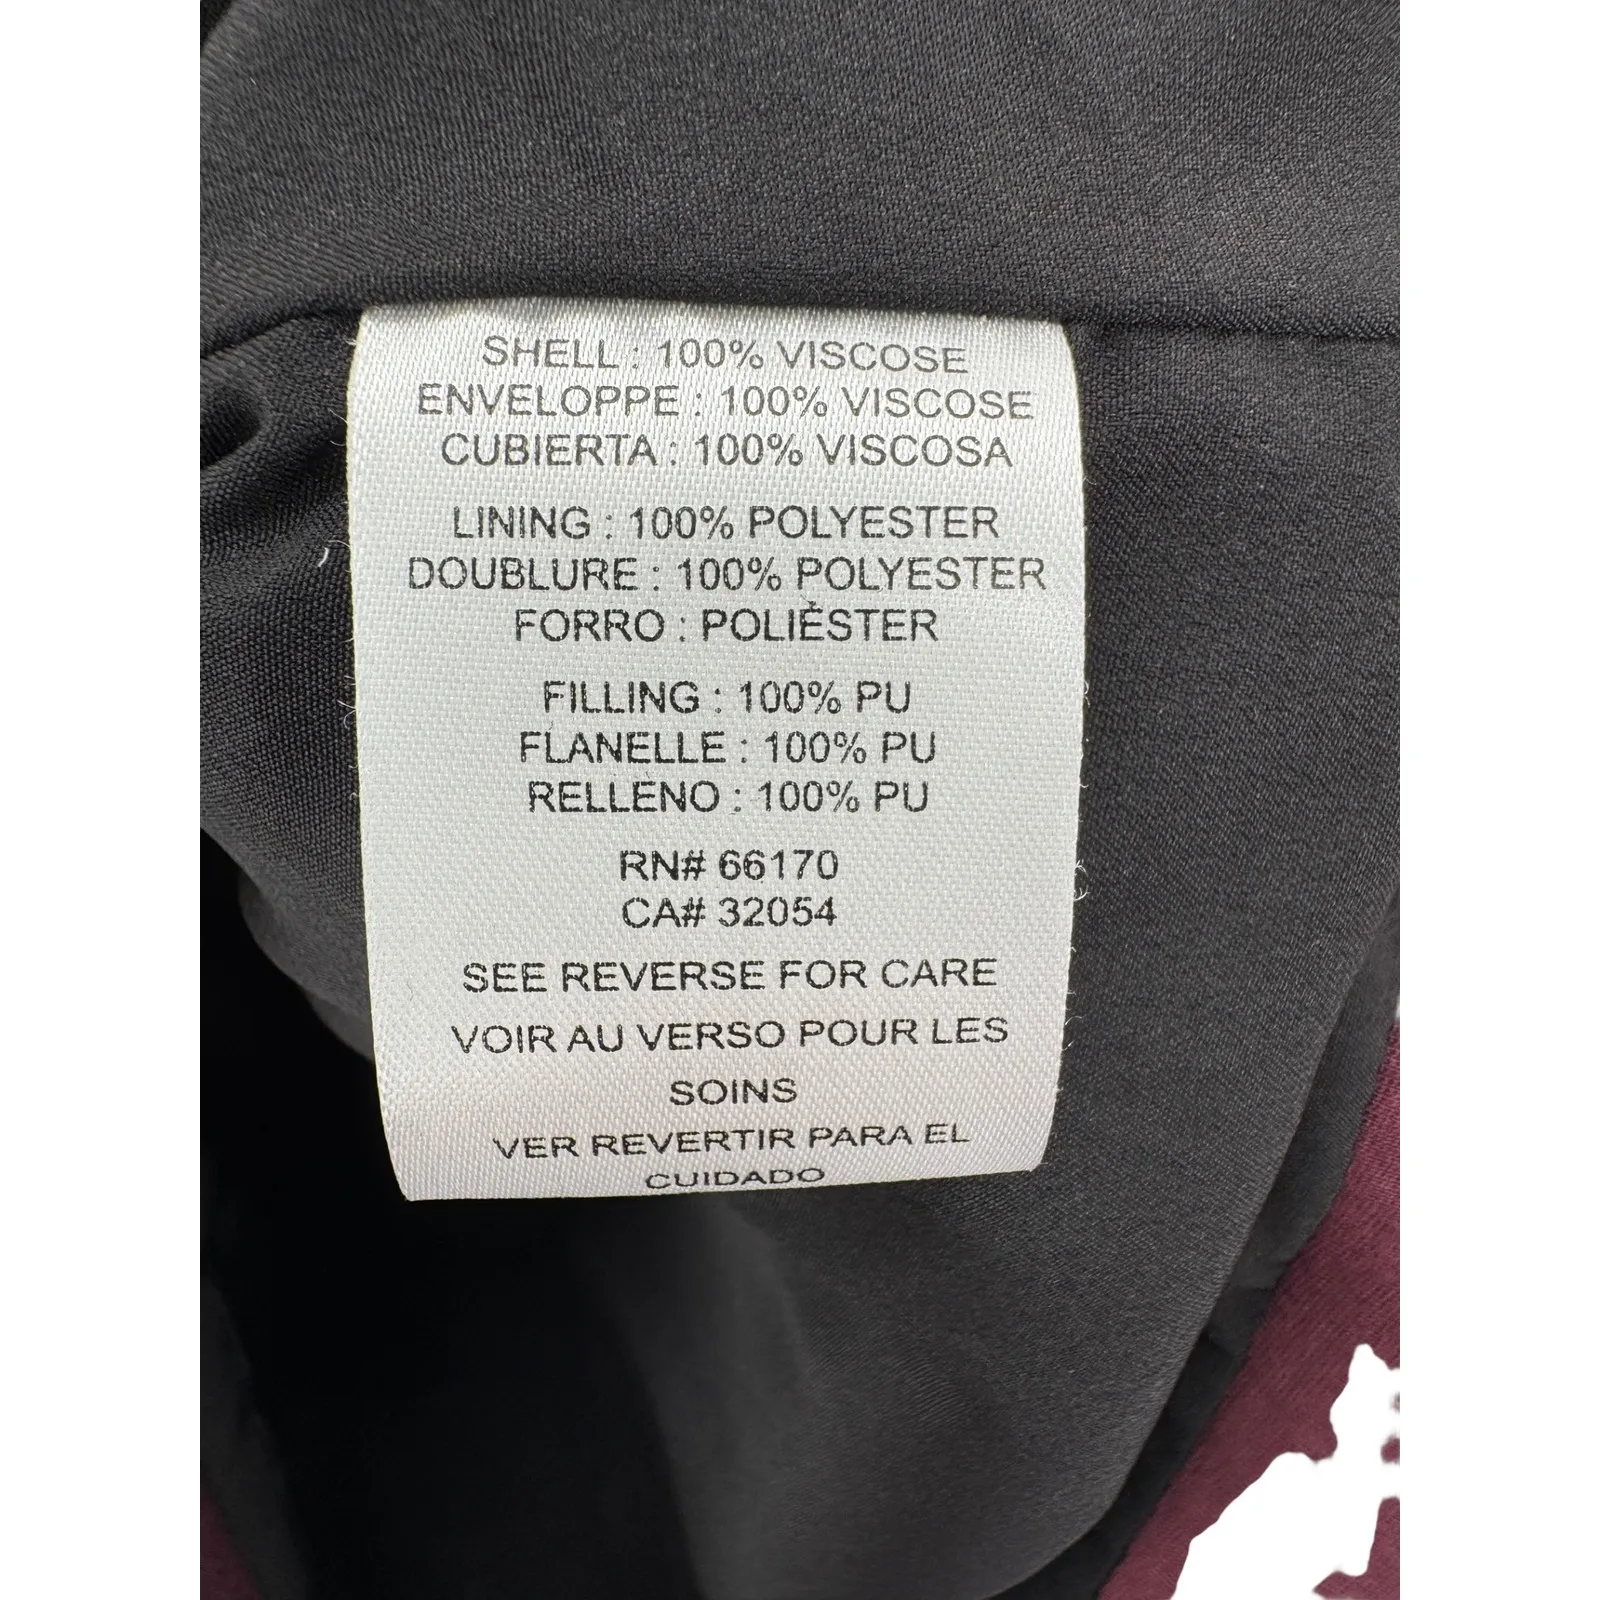 SHELL : 100% VISCOSE
ENVELOPPE : 100% VISCOSE
CUBIERTA : 100% VISCOSA
LINING : 100% POLYESTER
DOUBLURE : 100% POLYESTER
FORRO : POLIÈSTER
FILLING : 100% PU
FLANELLE : 100% PU
RELLENO : 100% PU
RN# 66170
CA# 32054
SEE REVERSE FOR CARE
VOIR AU VERSO POUR LES
SOINS
VER REVERTIR PARA EL
CUIDADO